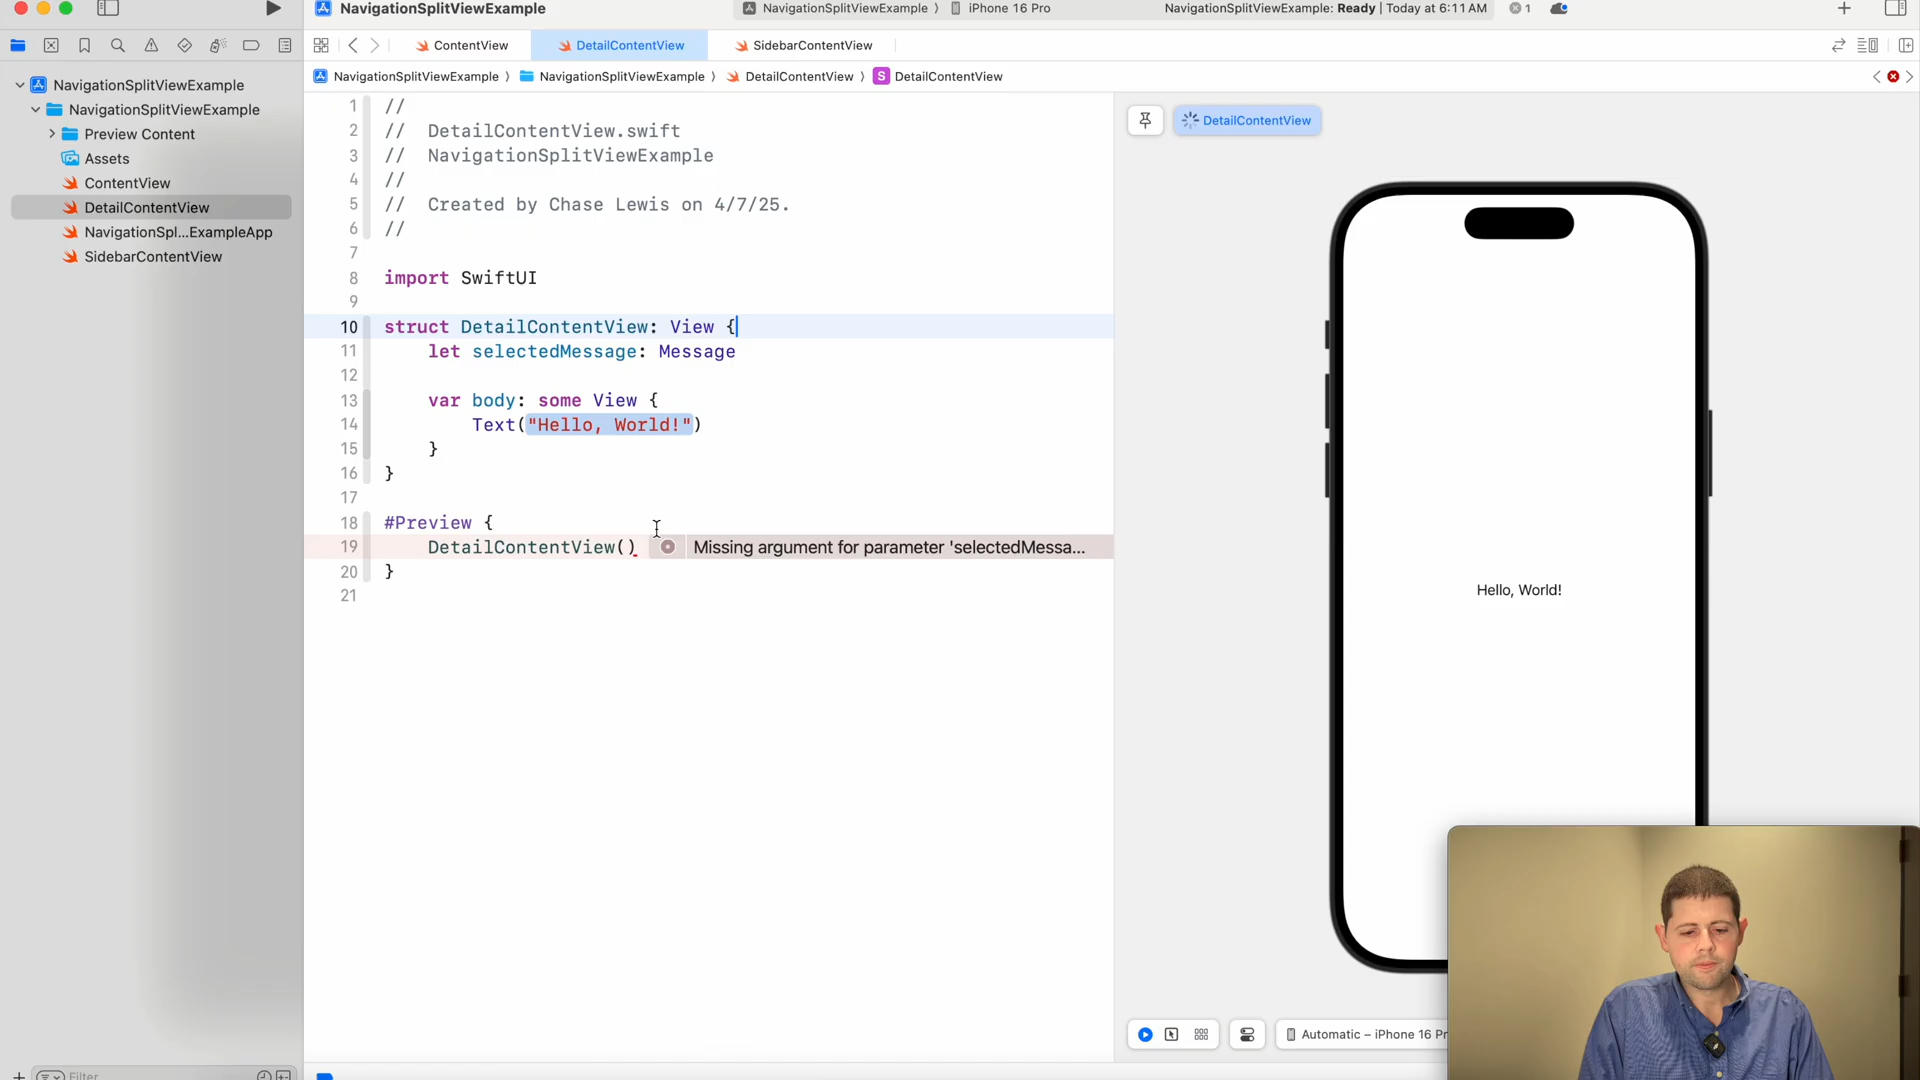 NavigationSplitViewExample
NavigationSplitViewExample 〉 iPhone 16 Pro
NavigationSplitViewExample: Ready | Today at 6:11 AM
1
ContentView
DetailContentView
SidebarContentView
NavigationSplitViewExample 〉 NavigationSplitViewExample 〉 DetailContentView 〉 S DetailContentView
NavigationSplitViewExample
NavigationSplitViewExample
Preview Content
Assets
ContentView
DetailContentView
NavigationSpl...ExampleApp
SidebarContentView
Filter
1 //
2 // DetailContentView.swift
3 // NavigationSplitViewExample
4 //
5 // Created by Chase Lewis on 4/7/25.
6 //
7
8 import SwiftUI
9
10 struct DetailContentView: View {
11 let selectedMessage: Message
12
13 var body: some View {
14 Text("Hello, World!")
15 }
16 }
17
18 #Preview {
19 DetailContentView() Missing argument for parameter 'selectedMessa...
20 }
21
DetailContentView
Hello, World!
Automatic – iPhone 16 Pr